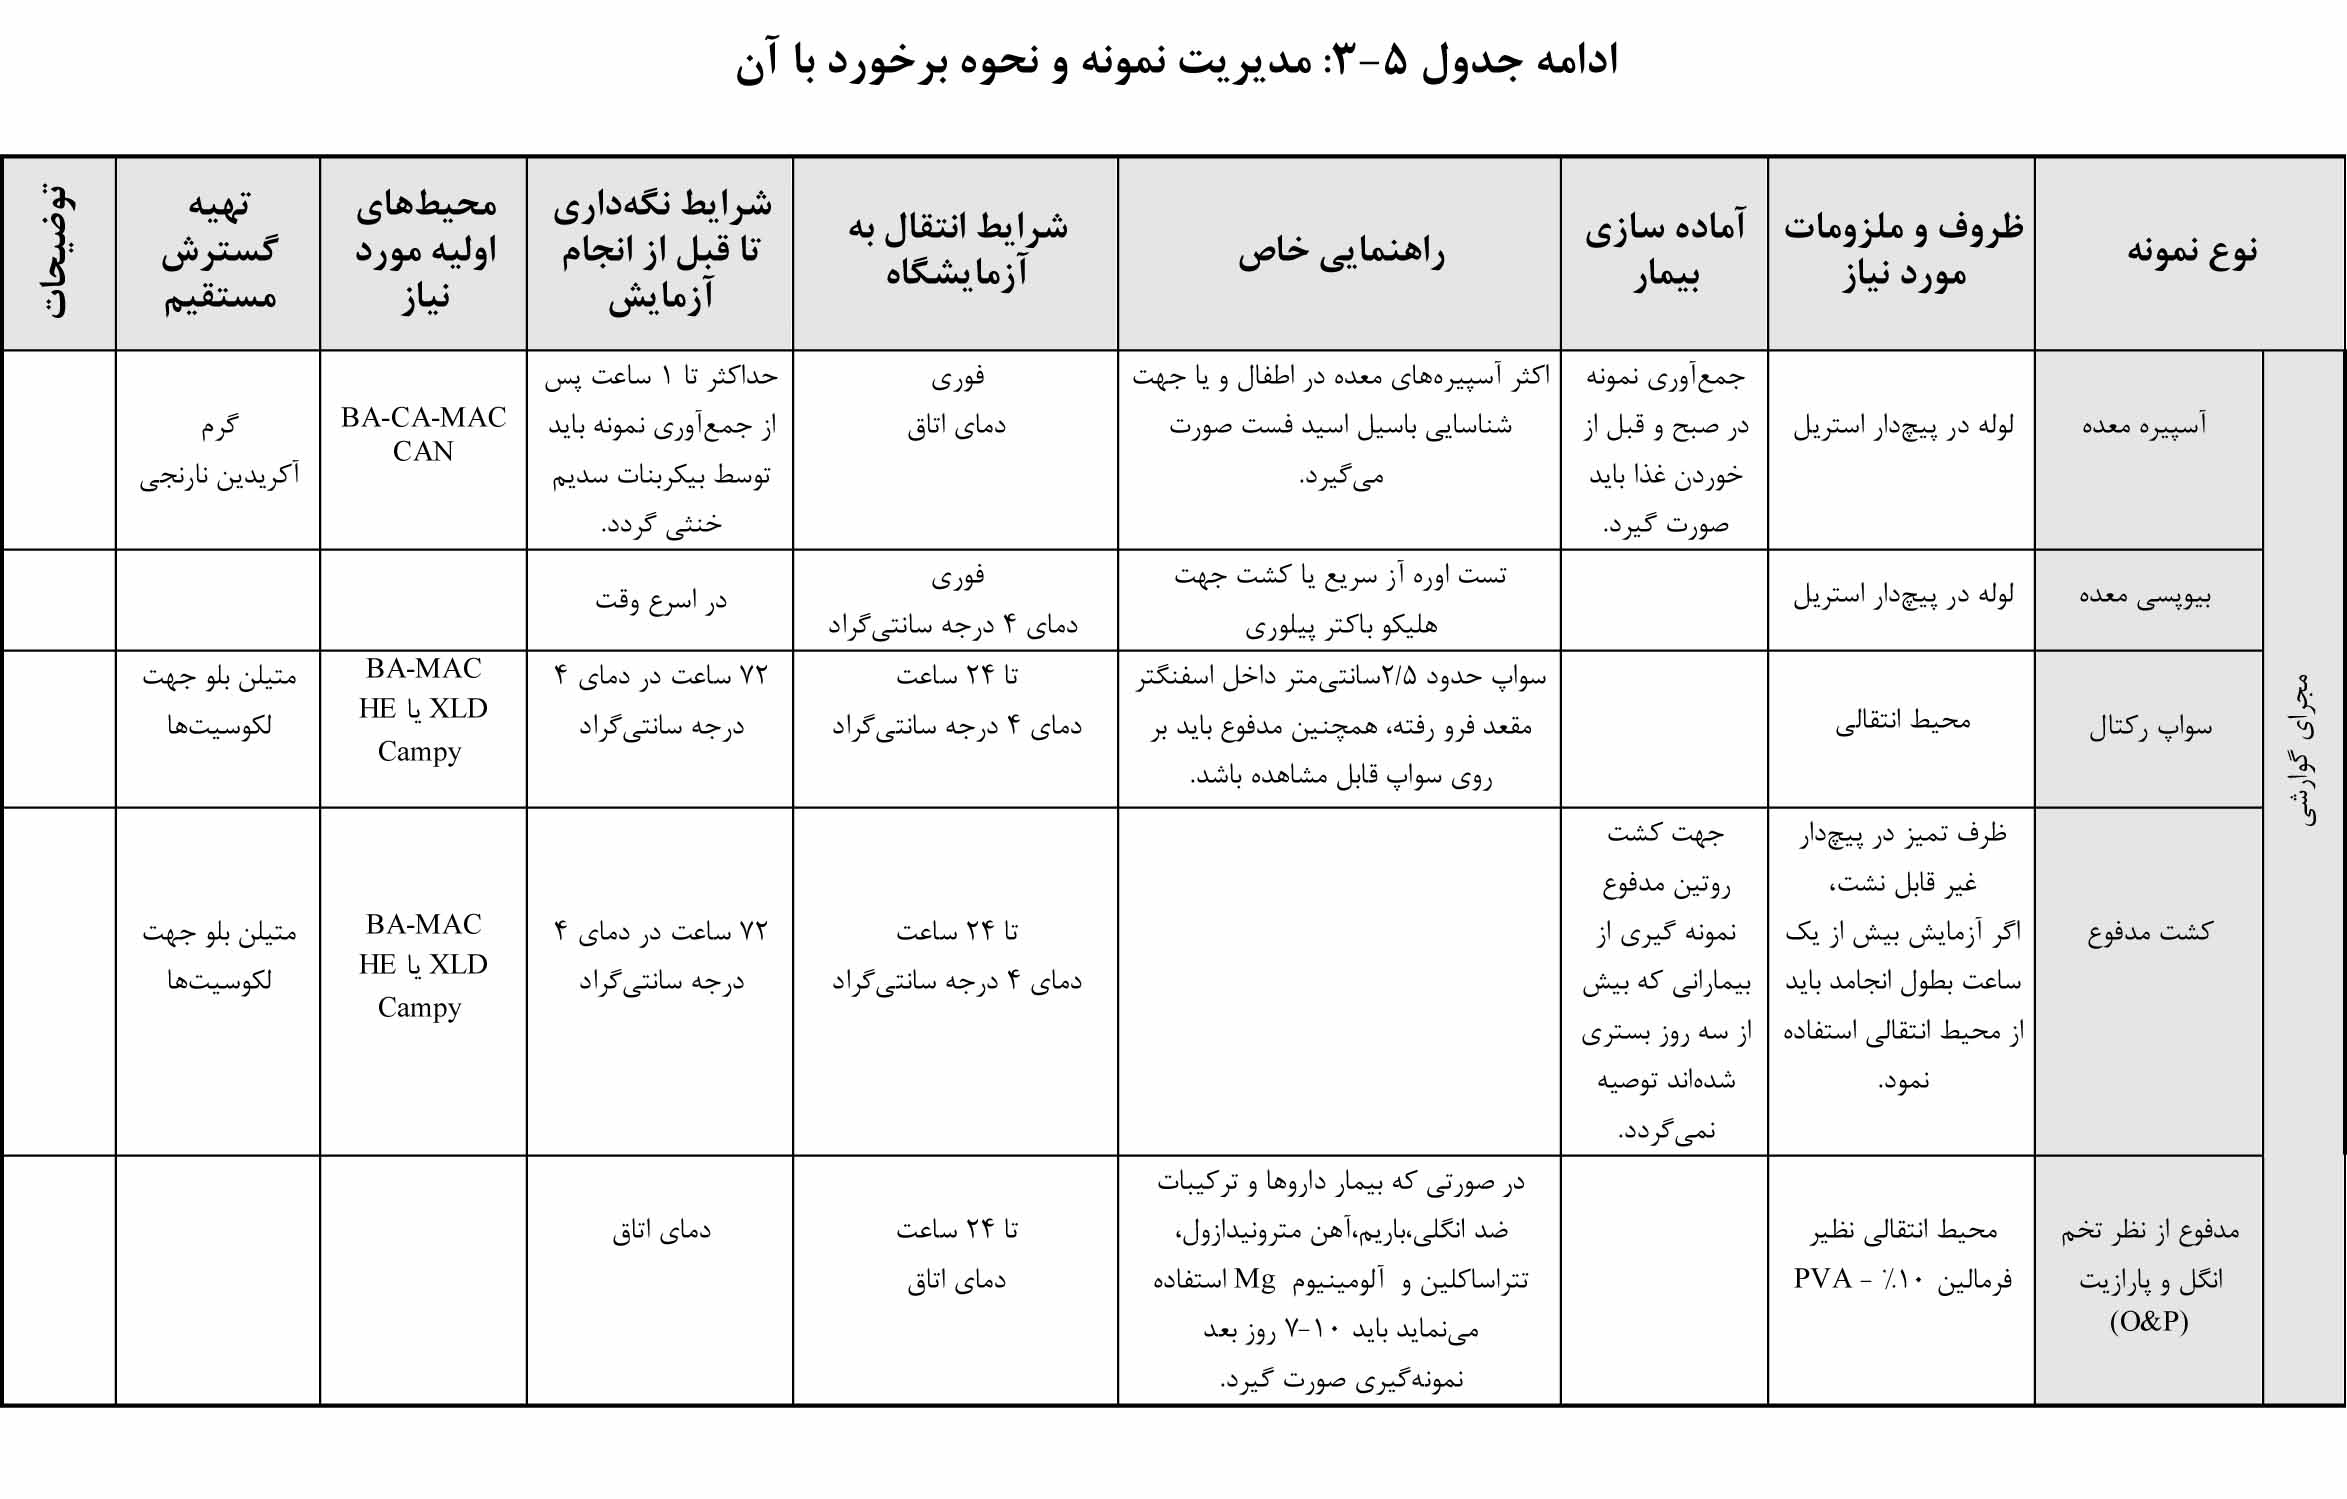 ادامه جدول ۵-۳: مدیریت نمونه و نحوه برخورد با آن
نوع نمونه
ظروف و ملزومات
مورد نیاز
آماده سازی
بیمار
راهنمایی خاص
شرایط انتقال به
آزمایشگاه
شرایط نگه‌داری
تا قبل از انجام
آزمایش
محیط‌های
اولیه مورد
نیاز
تهیه
گسترش
مستقیم
توضیحات
مجرای گوارشی
آسپیره معده
لوله در پیچ‌دار استریل
جمع‌آوری نمونه
در صبح و قبل از
خوردن غذا باید
صورت گیرد.
اکثر آسپیره‌های معده در اطفال و یا جهت
شناسایی باسیل اسید فست صورت
می‌گیرد.
فوری
دمای اتاق
حداکثر تا ۱ ساعت پس
از جمع‌آوری نمونه باید
توسط بیکربنات سدیم
خنثی گردد.
BA-CA-MAC
CAN
گرم
آکریدین نارنجی
بیوپسی معده
لوله در پیچ‌دار استریل
تست اوره آز سریع یا کشت جهت
هلیکو باکتر پیلوری
فوری
دمای ۴ درجه سانتی‌گراد
در اسرع وقت
سواپ رکتال
محیط انتقالی
سواپ حدود ۲/۵سانتی‌متر داخل اسفنگتر
مقعد فرو رفته، همچنین مدفوع باید بر
روی سواپ قابل مشاهده باشد.
تا ۲۴ ساعت
دمای ۴ درجه سانتی‌گراد
۷۲ ساعت در دمای ۴
درجه سانتی‌گراد
BA-MAC
XLD یا HE
Campy
متیلن بلو جهت
لکوسیت‌ها
کشت مدفوع
ظرف تمیز در پیچ‌دار
غیر قابل نشت،
اگر آزمایش بیش از یک
ساعت بطول انجامد باید
از محیط انتقالی استفاده
نمود.
جهت کشت
روتین مدفوع
نمونه گیری از
بیمارانی که بیش
از سه روز بستری
شده‌اند توصیه
نمی‌گردد.
تا ۲۴ ساعت
دمای ۴ درجه سانتی‌گراد
۷۲ ساعت در دمای ۴
درجه سانتی‌گراد
BA-MAC
XLD یا HE
Campy
متیلن بلو جهت
لکوسیت‌ها
مدفوع از نظر تخم
انگل و پارازیت
(O&P)
محیط انتقالی نظیر
فرمالین ۱۰٪ - PVA
در صورتی که بیمار داروها و ترکیبات
ضد انگلی،باریم،آهن مترونیدازول،
تتراساکلین و آلومینیوم Mg استفاده
می‌نماید باید ۱۰-۷ روز بعد
نمونه‌گیری صورت گیرد.
تا ۲۴ ساعت
دمای اتاق
دمای اتاق